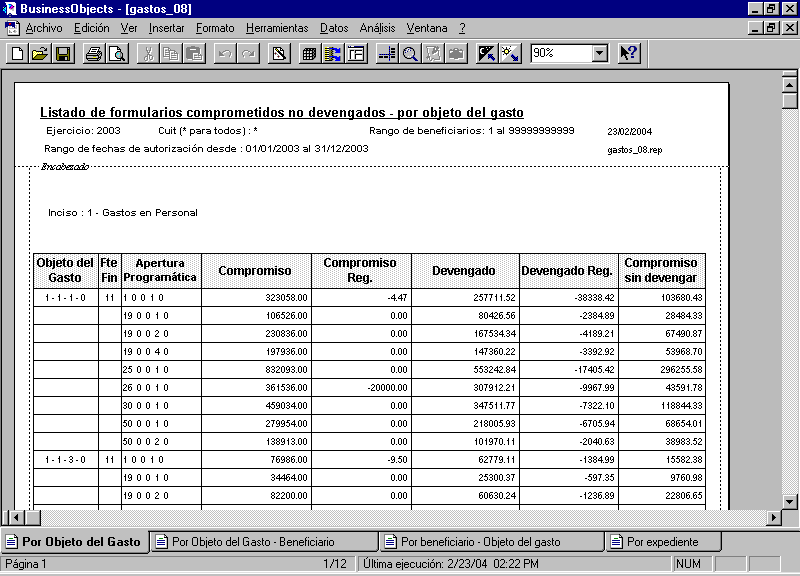 BusinessObjects - [gastos_08]
Archivo Edición Ver Insertar Formato Herramientas Datos Análisis Ventana ?
90%
Listado de formularios comprometidos no devengados - por objeto del gasto
Ejercicio: 2003 Cuit (* para todos) : * Rango de beneficiarios: 1 al 99999999999 23/02/2004
Rango de fechas de autorización desde : 01/01/2003 al 31/12/2003 gastos_08.rep
Encabezado
Inciso : 1 - Gastos en Personal
Objeto del Gasto Fte Fin Apertura Programática Compromiso Compromiso Reg. Devengado Devengado Reg. Compromiso sin devengar
1 - 1 - 1 - 0 11 1 0 0 1 0 323058.00 -4.47 257711.52 -38338.42 103680.43
19 0 0 1 0 106526.00 0.00 80426.56 -2384.89 28484.33
19 0 0 2 0 230836.00 0.00 167534.34 -4189.21 67490.87
19 0 0 4 0 197936.00 0.00 147360.22 -3392.92 53968.70
25 0 0 1 0 832093.00 0.00 553242.84 -17405.42 296255.58
26 0 0 1 0 361536.00 -20000.00 307912.21 -9967.99 43591.78
30 0 0 1 0 459034.00 0.00 347511.77 -7322.10 118844.33
50 0 0 1 0 279954.00 0.00 218005.93 -6705.94 68654.01
50 0 0 2 0 138913.00 0.00 101970.11 -2040.63 38983.52
1 - 1 - 3 - 0 11 1 0 0 1 0 76986.00 -9.50 62779.11 -1384.99 15582.38
19 0 0 1 0 34464.00 0.00 25300.37 -597.35 9760.98
19 0 0 2 0 82200.00 0.00 60630.24 -1236.89 22806.65
Por Objeto del Gasto Por Objeto del Gasto - Beneficiario Por beneficiario - Objeto del gasto Por expediente
Página 1 1/12 Última ejecución: 2/23/04 02:22 PM NUM